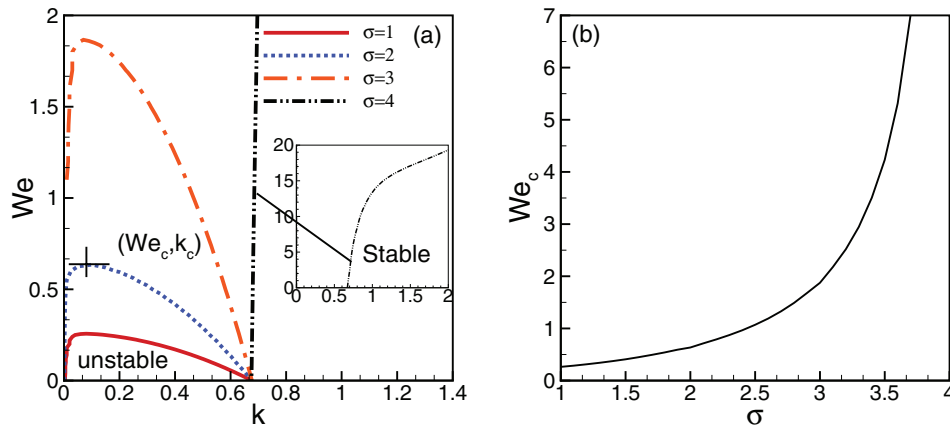 (a)
We
2
1.5
1
0.5
0
0 0.2 0.4 0.6 0.8 1 1.2 1.4
k
σ=1
σ=2
σ=3
σ=4
(We_c,k_c)
unstable
Stable
20
15
10
5
0
0 0.6 1 1.6 2
(b)
We_c
7
6
5
4
3
2
1
0
1 1.5 2 2.5 3 3.5 4
σ